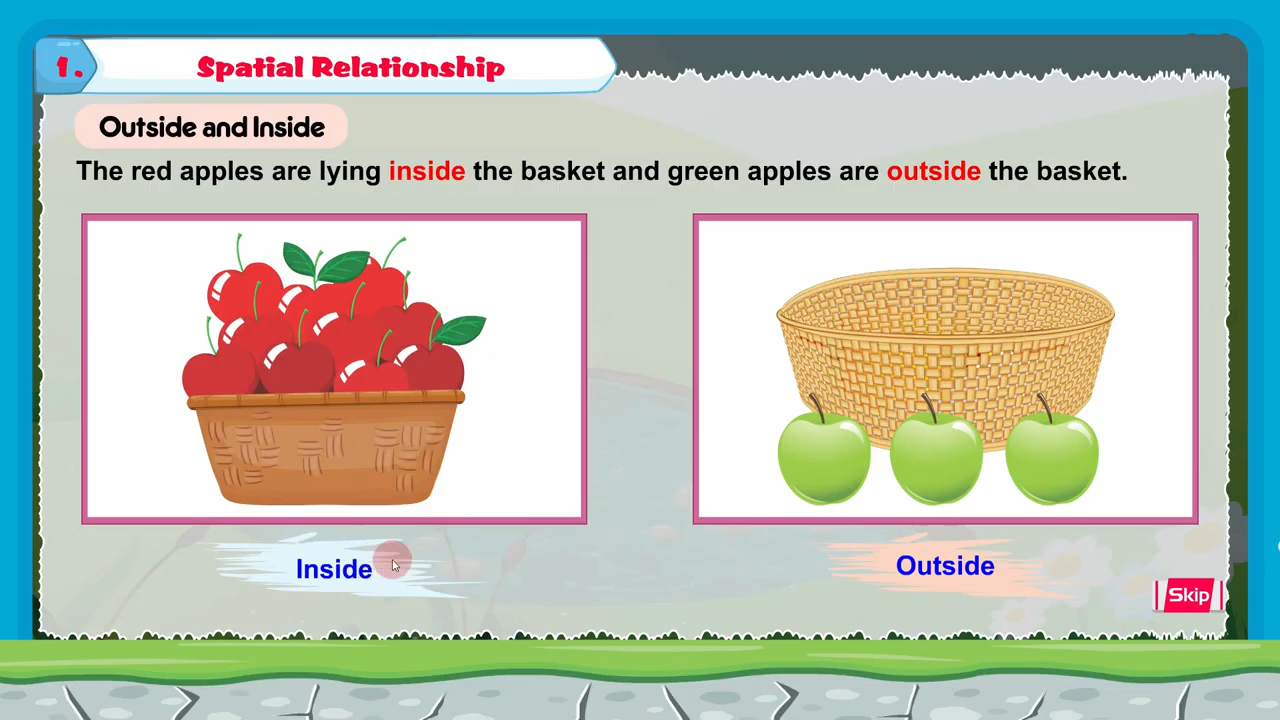 1.
Spatial Relationship
Outside and Inside
The red apples are lying inside the basket and green apples are outside the basket.
Inside
Outside
Skip